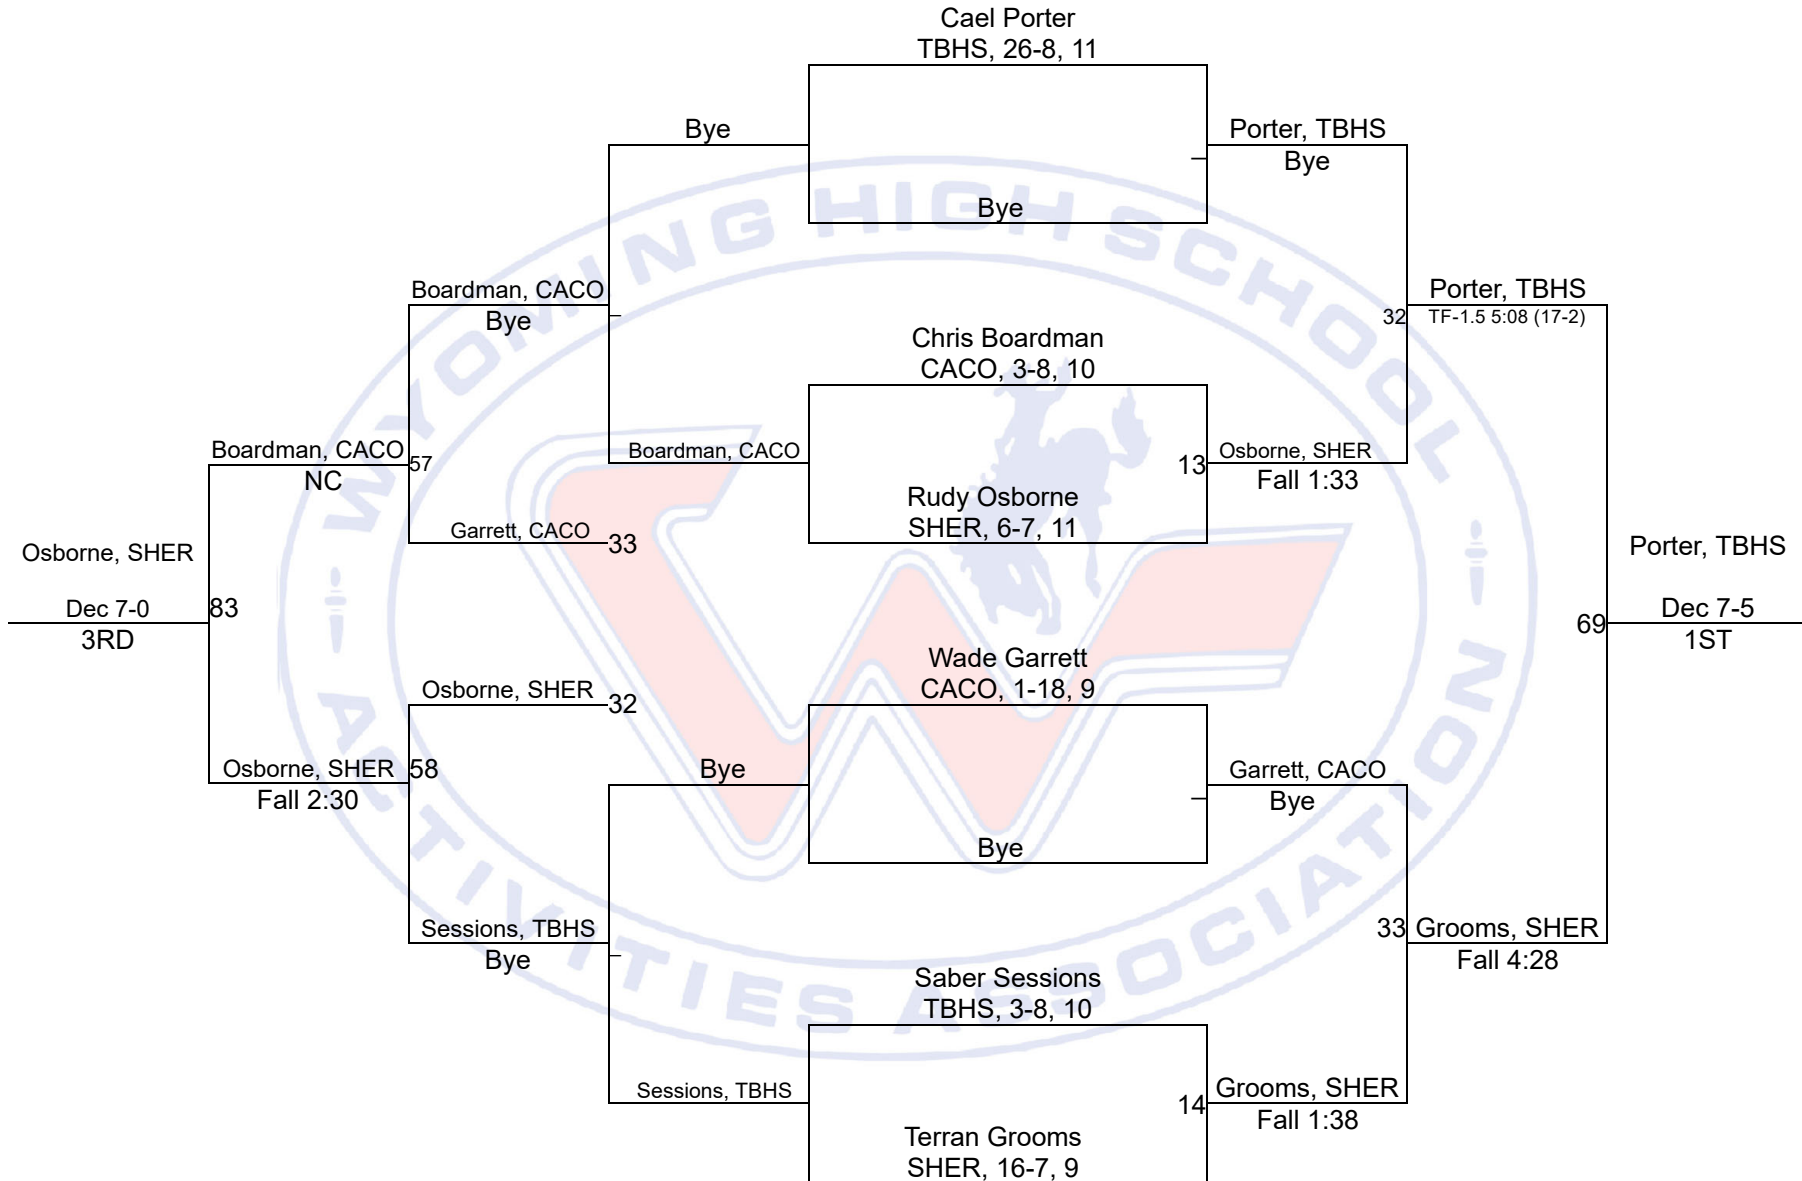 Cael Porter
TBHS, 26-8, 11
Bye
Porter, TBHS
Bye
Bye
WYOMING HIGH SCHOOL
ACTIVITIES ASSOCIATION
Boardman, CACO
Bye
Porter, TBHS
32
TF-1.5 5:08 (17-2)
Chris Boardman
CACO, 3-8, 10
Boardman, CACO
NC
57
Boardman, CACO
13
Osborne, SHER
Fall 1:33
Rudy Osborne
SHER, 6-7, 11
Garrett, CACO
33
Osborne, SHER
Dec 7-0
3RD
83
Porter, TBHS
69
Dec 7-5
1ST
Wade Garrett
CACO, 1-18, 9
Osborne, SHER
32
Osborne, SHER
58
Fall 2:30
Bye
Garrett, CACO
Bye
Bye
Sessions, TBHS
Bye
33
Grooms, SHER
Fall 4:28
Saber Sessions
TBHS, 3-8, 10
Sessions, TBHS
14
Grooms, SHER
Fall 1:38
Terran Grooms
SHER, 16-7, 9